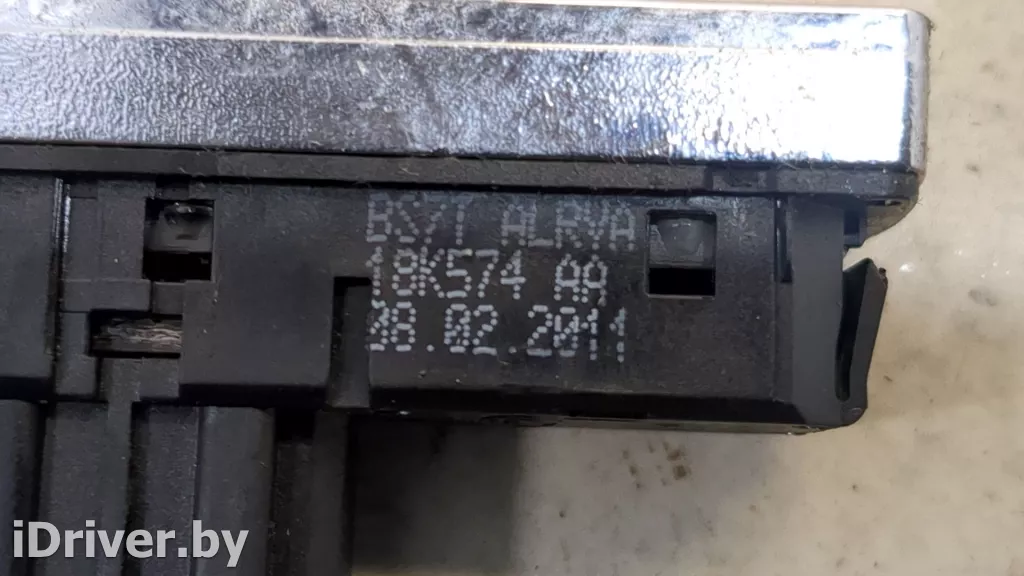 BS7T ALRVA
18K574 AA
08.02.2011
iDriver.by